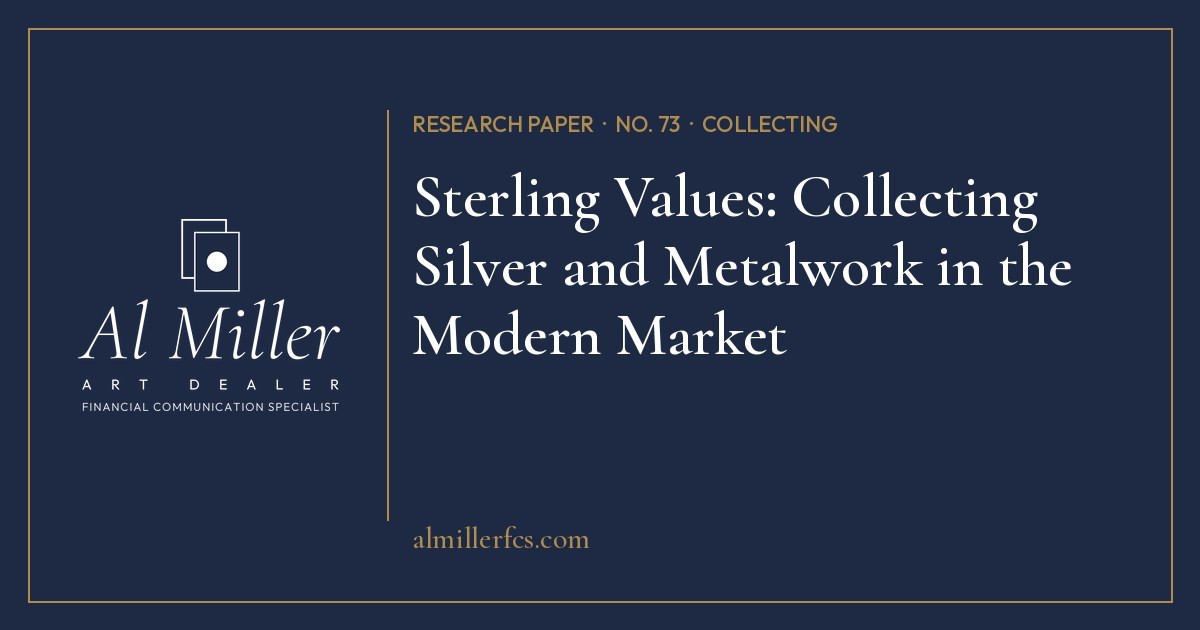 Al Miller
ART DEALER
FINANCIAL COMMUNICATION SPECIALIST
RESEARCH PAPER · NO. 73 · COLLECTING
Sterling Values: Collecting
Silver and Metalwork in the
Modern Market
almillerfcs.com